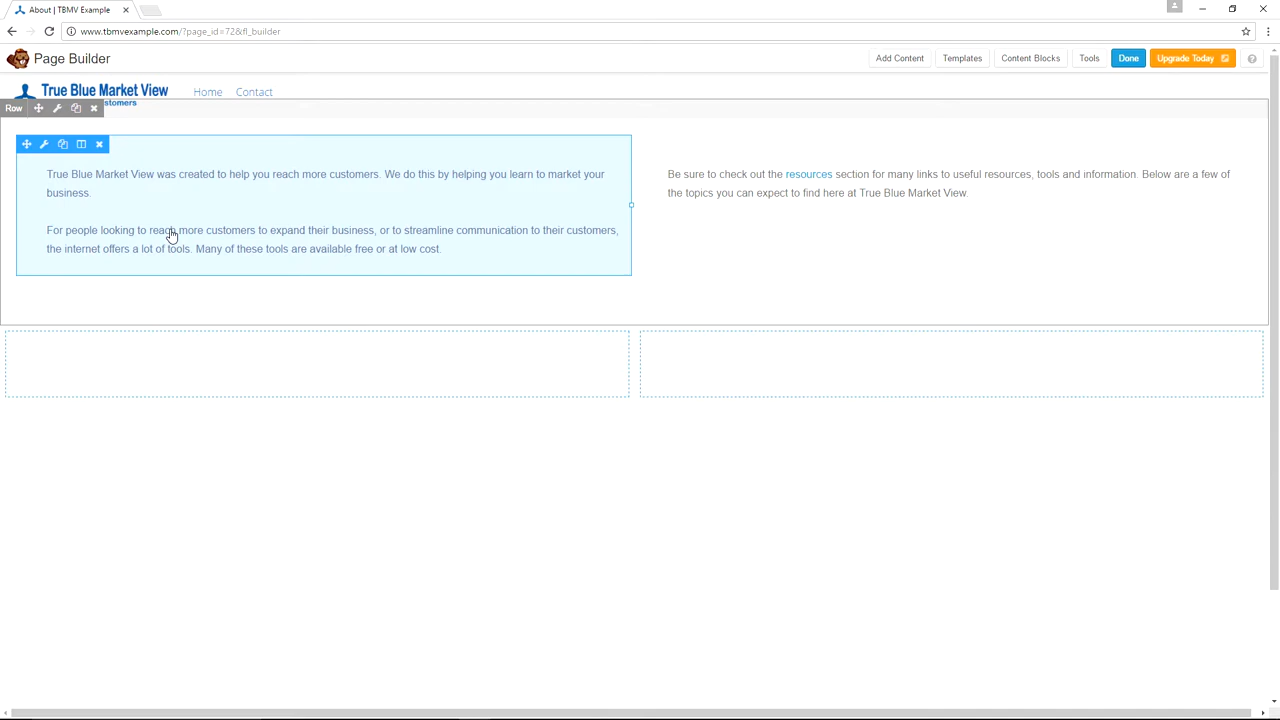 About | TBMV Example
www.tbmvexample.com/?page_id=72&fl_builder
Page Builder
Add Content
Templates
Content Blocks
Tools
Done
Upgrade Today
?
True Blue Market View
Home
Contact
customers
Row
True Blue Market View was created to help you reach more customers. We do this by helping you learn to market your
business.
For people looking to reach more customers to expand their business, or to streamline communication to their customers,
the internet offers a lot of tools. Many of these tools are available free or at low cost.
Be sure to check out the resources section for many links to useful resources, tools and information. Below are a few of
the topics you can expect to find here at True Blue Market View.